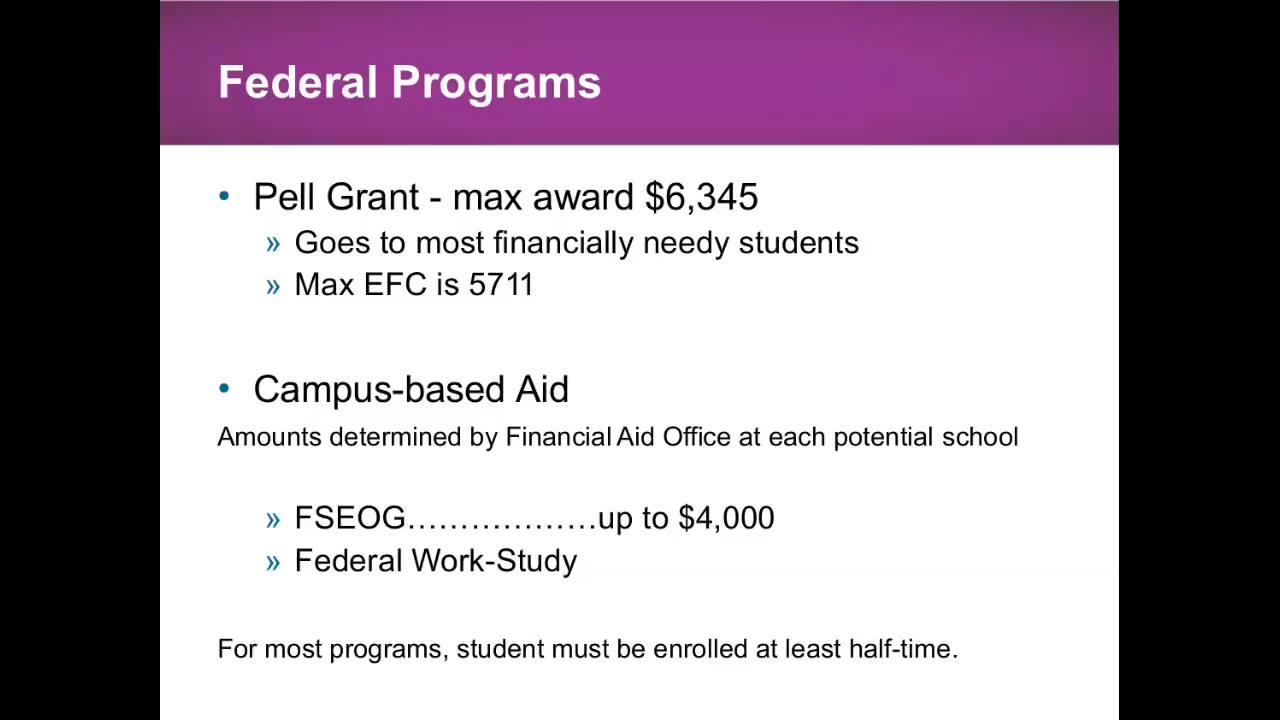 Federal Programs
• Pell Grant - max award $6,345
» Goes to most financially needy students
» Max EFC is 5711
• Campus-based Aid
Amounts determined by Financial Aid Office at each potential school
» FSEOG………………up to $4,000
» Federal Work-Study
For most programs, student must be enrolled at least half-time.